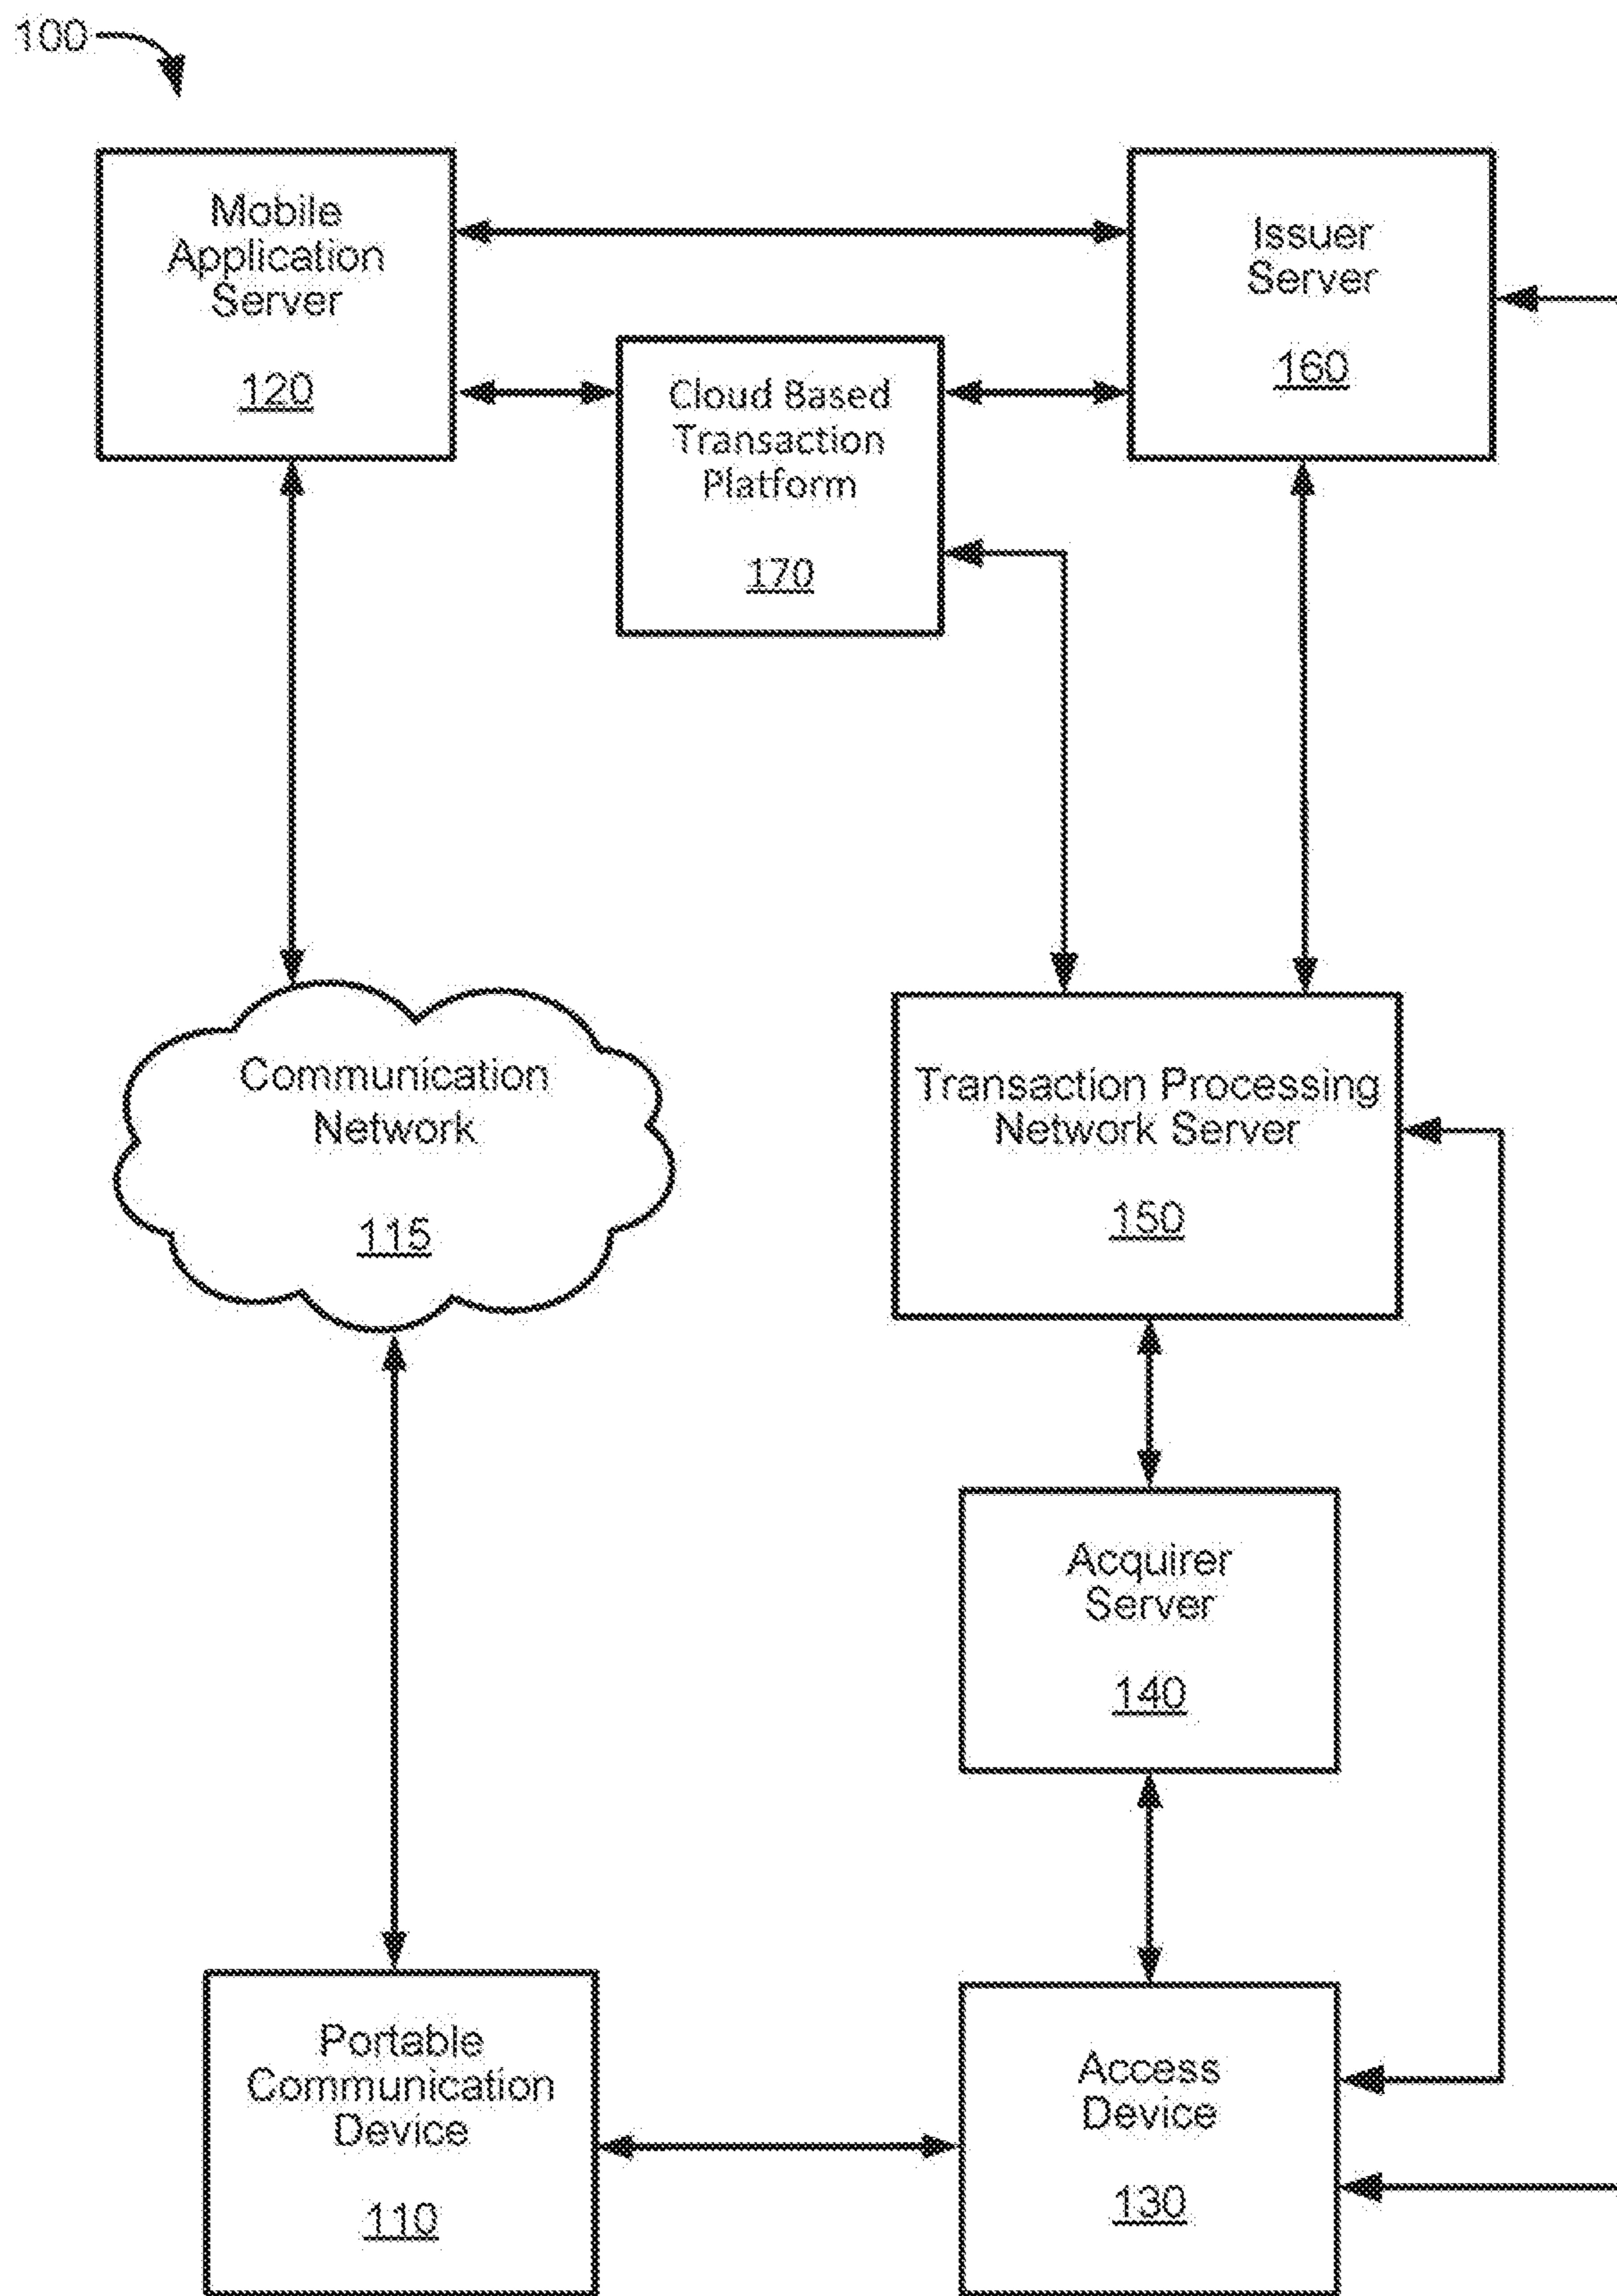 100
Mobile
Application
Server
120
Issuer
Server
160
Cloud Based
Transaction
Platform
170
Communication
Network
115
Transaction Processing
Network Server
150
Acquirer
Server
140
Portable
Communication
Device
110
Access
Device
130